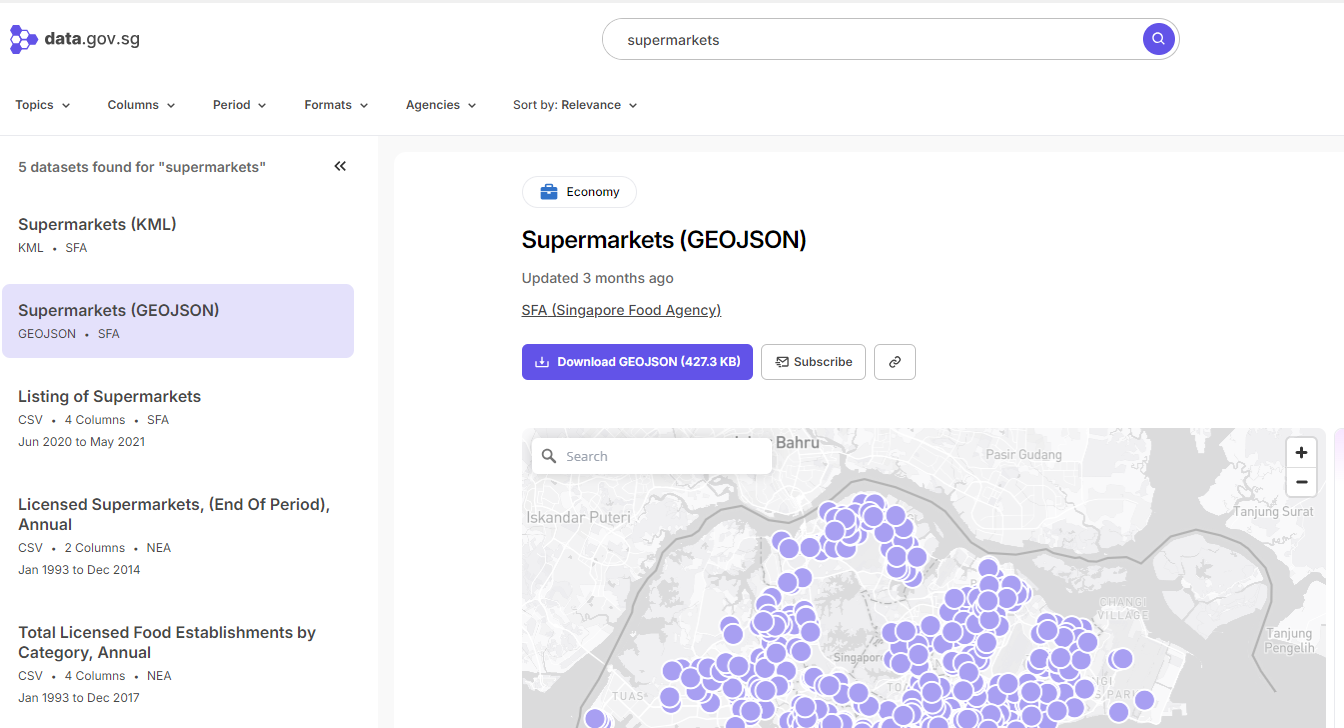 data.gov.sg
supermarkets
Topics
Columns
Period
Formats
Agencies
Sort by: Relevance
5 datasets found for "supermarkets"
Supermarkets (KML)
KML • SFA
Supermarkets (GEOJSON)
GEOJSON • SFA
Listing of Supermarkets
CSV • 4 Columns • SFA
Jun 2020 to May 2021
Licensed Supermarkets, (End Of Period),
Annual
CSV • 2 Columns • NEA
Jan 1993 to Dec 2014
Total Licensed Food Establishments by
Category, Annual
CSV • 4 Columns • NEA
Jan 1993 to Dec 2017
Economy
Supermarkets (GEOJSON)
Updated 3 months ago
SFA (Singapore Food Agency)
Download GEOJSON (427.3 KB)
Subscribe
Search
Bahru
Pasir Gudang
+
−
Iskandar Puteri
Tanjung Surat
CHANGI
VILLAGE
Tanjung
Pengelih
Singapore
TUAS